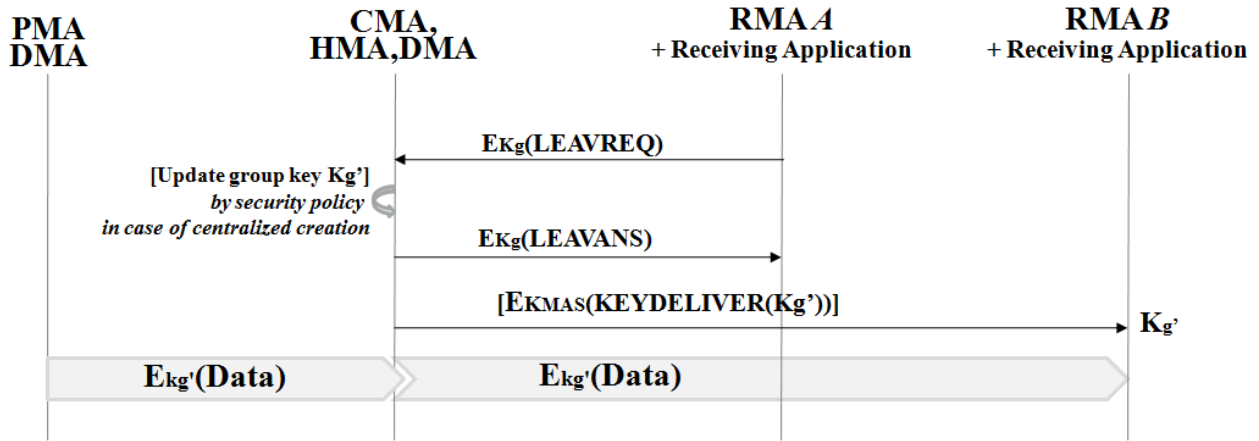 PMA
DMA
CMA,
HMA,DMA
RMA A
+ Receiving Application
RMA B
+ Receiving Application
EKg(LEAVREQ)
[Update group key Kg’]
by security policy
in case of centralized creation
EKg(LEAVANS)
[EKMAS(KEYDELIVER(Kg’))]
Kg’
Ekg'(Data)
Ekg'(Data)